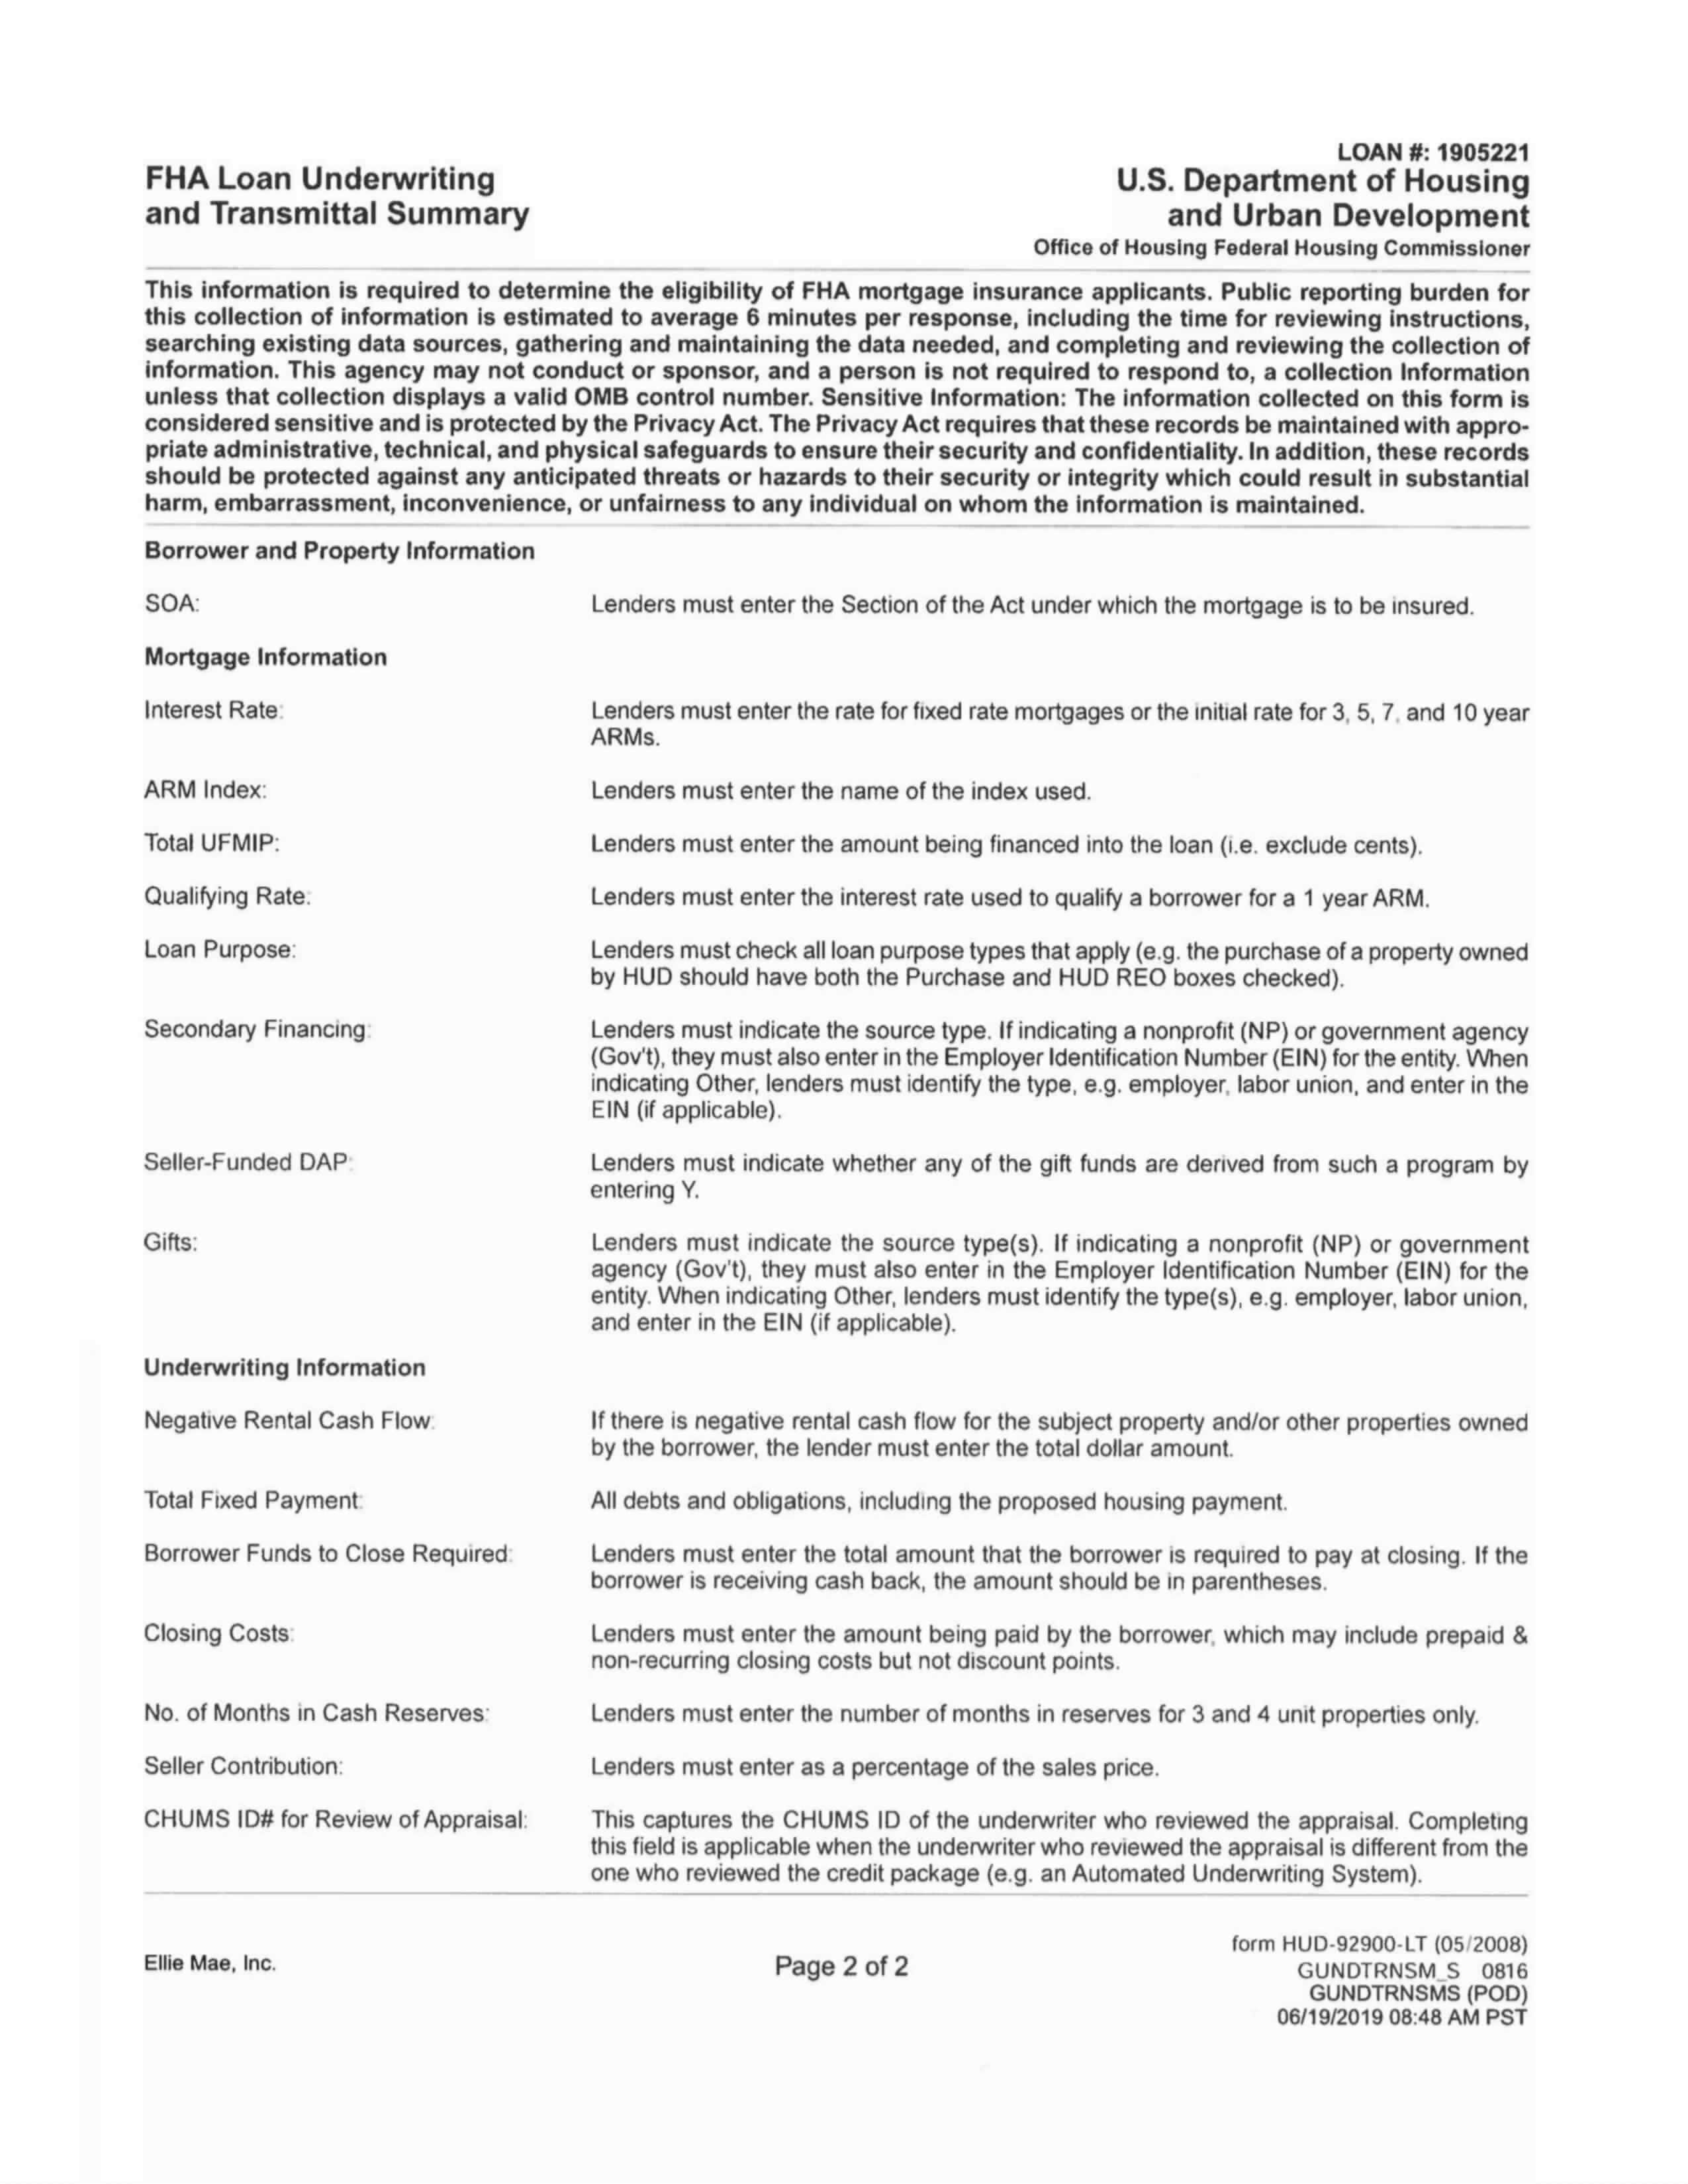 LOAN #: 1905221
FHA Loan Underwriting
and Transmittal Summary
U.S. Department of Housing
and Urban Development
Office of Housing Federal Housing Commissioner
This information is required to determine the eligibility of FHA mortgage insurance applicants. Public reporting burden for
this collection of information is estimated to average 6 minutes per response, including the time for reviewing instructions,
searching existing data sources, gathering and maintaining the data needed, and completing and reviewing the collection of
information. This agency may not conduct or sponsor, and a person is not required to respond to, a collection Information
unless that collection displays a valid OMB control number. Sensitive Information: The information collected on this form is
considered sensitive and is protected by the Privacy Act. The Privacy Act requires that these records be maintained with appro-
priate administrative, technical, and physical safeguards to ensure their security and confidentiality. In addition, these records
should be protected against any anticipated threats or hazards to their security or integrity which could result in substantial
harm, embarrassment, inconvenience, or unfairness to any individual on whom the information is maintained.
Borrower and Property Information
SOA: Lenders must enter the Section of the Act under which the mortgage is to be insured.
Mortgage Information
Interest Rate: Lenders must enter the rate for fixed rate mortgages or the initial rate for 3, 5, 7, and 10 year
ARMs.
ARM Index: Lenders must enter the name of the index used.
Total UFMIP: Lenders must enter the amount being financed into the loan (i.e. exclude cents).
Qualifying Rate: Lenders must enter the interest rate used to qualify a borrower for a 1 year ARM.
Loan Purpose: Lenders must check all loan purpose types that apply (e.g. the purchase of a property owned
by HUD should have both the Purchase and HUD REO boxes checked).
Secondary Financing: Lenders must indicate the source type. If indicating a nonprofit (NP) or government agency
(Gov't), they must also enter in the Employer Identification Number (EIN) for the entity. When
indicating Other, lenders must identify the type, e.g. employer, labor union, and enter in the
EIN (if applicable).
Seller-Funded DAP: Lenders must indicate whether any of the gift funds are derived from such a program by
entering Y.
Gifts: Lenders must indicate the source type(s). If indicating a nonprofit (NP) or government
agency (Gov't), they must also enter in the Employer Identification Number (EIN) for the
entity. When indicating Other, lenders must identify the type(s), e.g. employer, labor union,
and enter in the EIN (if applicable).
Underwriting Information
Negative Rental Cash Flow: If there is negative rental cash flow for the subject property and/or other properties owned
by the borrower, the lender must enter the total dollar amount.
Total Fixed Payment: All debts and obligations, including the proposed housing payment.
Borrower Funds to Close Required: Lenders must enter the total amount that the borrower is required to pay at closing. If the
borrower is receiving cash back, the amount should be in parentheses.
Closing Costs: Lenders must enter the amount being paid by the borrower, which may include prepaid &
non-recurring closing costs but not discount points.
No. of Months in Cash Reserves: Lenders must enter the number of months in reserves for 3 and 4 unit properties only.
Seller Contribution: Lenders must enter as a percentage of the sales price.
CHUMS ID# for Review of Appraisal: This captures the CHUMS ID of the underwriter who reviewed the appraisal. Completing
this field is applicable when the underwriter who reviewed the appraisal is different from the
one who reviewed the credit package (e.g. an Automated Underwriting System).
Ellie Mae, Inc.
Page 2 of 2
form HUD-92900-LT (05/2008)
GUNDTRNSM_S 0816
GUNDTRNSMS (POD)
06/19/2019 08:48 AM PST